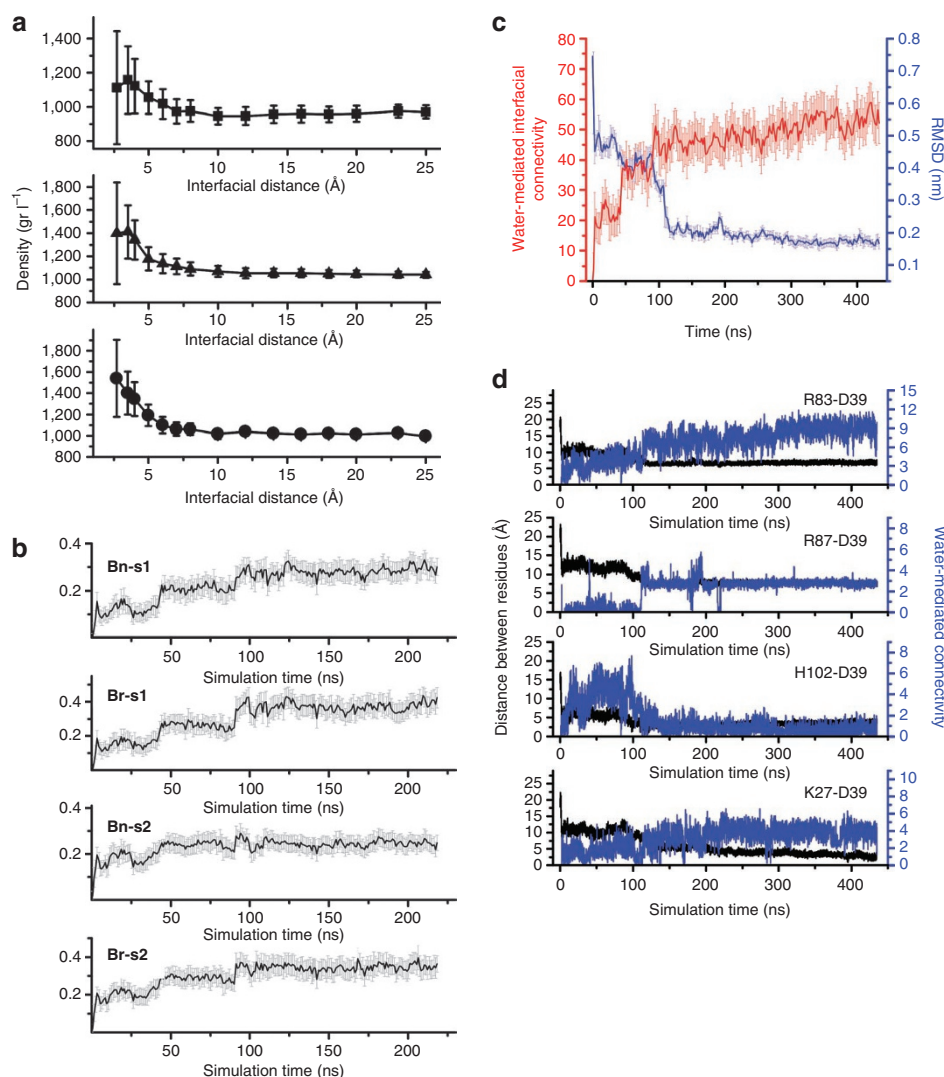 a
1,400
1,200
1,000
800
5 10 15 20 25
Interfacial distance (Å)
1,800
1,600
1,400
1,200
1,000
800
5 10 15 20 25
Interfacial distance (Å)
1,800
1,600
1,400
1,200
1,000
800
5 10 15 20 25
Interfacial distance (Å)
Density (gr l⁻¹)
b
Bn-s1
0.4
0.2
50 100 150 200
Simulation time (ns)
Br-s1
0.4
0.2
50 100 150 200
Simulation time (ns)
Bn-s2
0.4
0.2
50 100 150 200
Simulation time (ns)
Br-s2
0.4
0.2
50 100 150 200
Simulation time (ns)
c
Water-mediated interfacial
connectivity
80
70
60
50
40
30
20
10
0
0 100 200 300 400
Time (ns)
0.8
0.7
0.6
0.5
0.4
0.3
0.2
0.1
RMSD (nm)
d
R83-D39
25
20
15
10
5
0
15
12
9
6
3
0
0 100 200 300 400
Simulation time (ns)
R87-D39
25
20
15
10
5
0
8
6
4
2
0
0 100 200 300 400
Simulation time (ns)
H102-D39
25
20
15
10
5
0
8
6
4
2
0
0 100 200 300 400
Simulation time (ns)
K27-D39
25
20
15
10
5
0
10
8
6
4
2
0
0 100 200 300 400
Simulation time (ns)
Distance between residues (Å)
Water-mediated connectivity